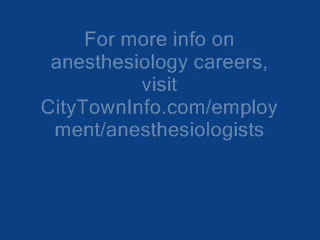 For more info on
anesthesiology careers,
visit
CityTownInfo.com/employ
ment/anesthesiologists